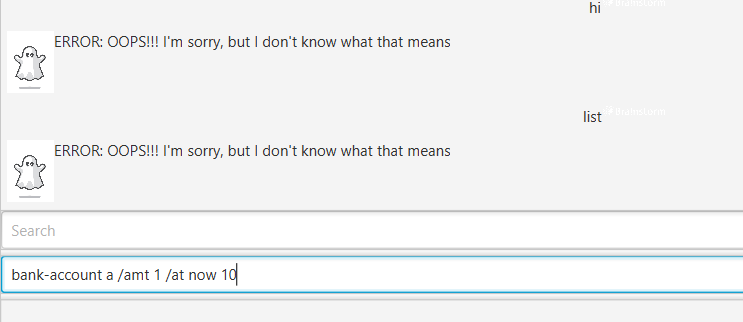 hi
ERROR: OOPS!!! I'm sorry, but I don't know what that means
list
ERROR: OOPS!!! I'm sorry, but I don't know what that means
Search
bank-account a /amt 1 /at now 10